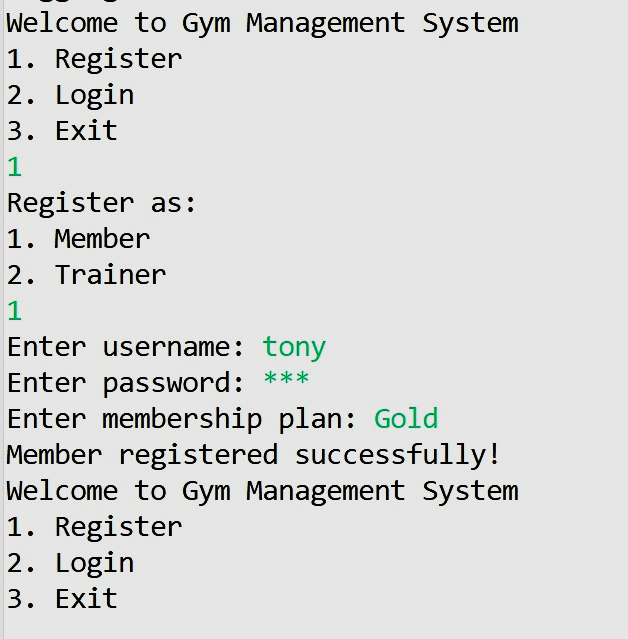 Welcome to Gym Management System
1. Register
2. Login
3. Exit
1
Register as:
1. Member
2. Trainer
1
Enter username: tony
Enter password: ***
Enter membership plan: Gold
Member registered successfully!
Welcome to Gym Management System
1. Register
2. Login
3. Exit